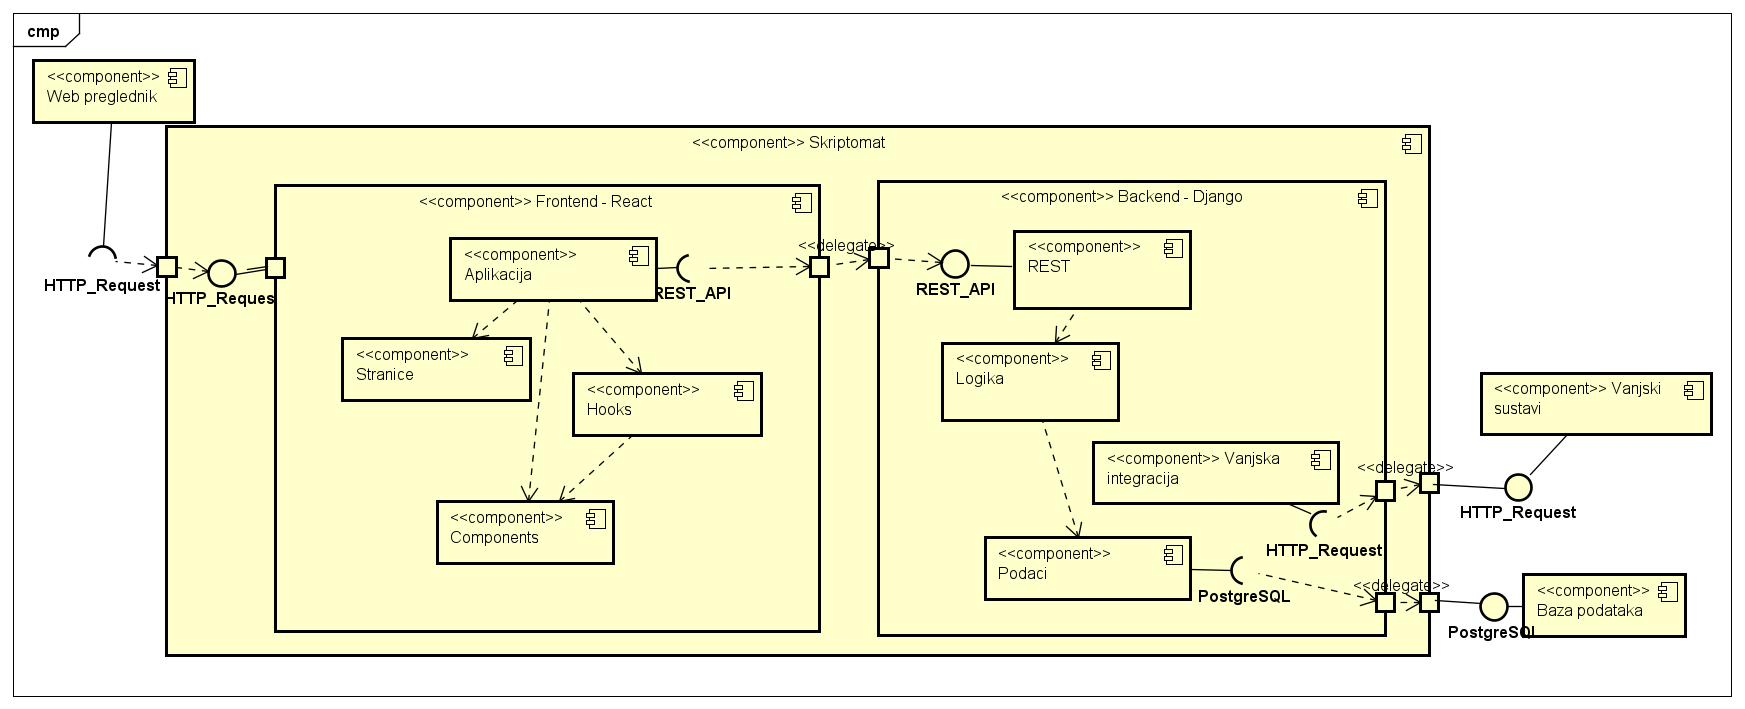 cmp
<<component>>
Web preglednik
<<component>> Skriptomat
<<component>> Frontend - React
<<component>> Backend - Django
<<component>>
Aplikacija
<<delegate>>
<<component>>
REST
HTTP_Request
HTTP_Reques
REST_API
REST_API
<<component>>
Stranice
<<component>>
Hooks
<<component>>
Logika
<<component>> Vanjski
sustavi
<<component>> Vanjska
integracija
<<delegate>>
HTTP_Request
<<component>>
Components
HTTP_Request
<<component>>
Podaci
PostgreSQL
<<delegate>>
<<component>>
Baza podataka
PostgreSQL